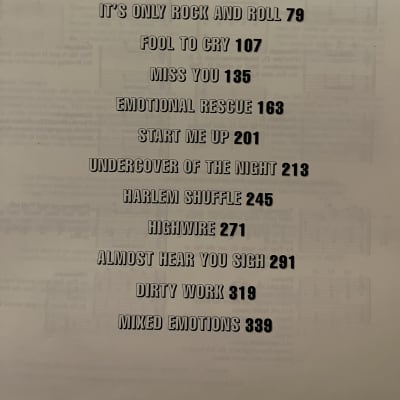 IT'S ONLY ROCK AND ROLL 79
FOOL TO CRY 107
MISS YOU 135
EMOTIONAL RESCUE 163
START ME UP 201
UNDERCOVER OF THE NIGHT 213
HARLEM SHUFFLE 245
HIGHWIRE 271
ALMOST HEAR YOU SIGH 291
DIRTY WORK 319
MIXED EMOTIONS 339